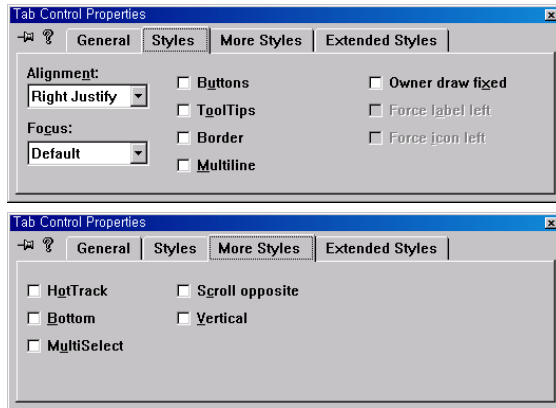 Tab Control Properties
General Styles More Styles Extended Styles
Alignment:
Right Justify
Focus:
Default
Buttons
ToolTips
Border
Multiline
Owner draw fixed
Force label left
Force icon left
Tab Control Properties
General Styles More Styles Extended Styles
HotTrack
Bottom
MultiSelect
Scroll opposite
Vertical